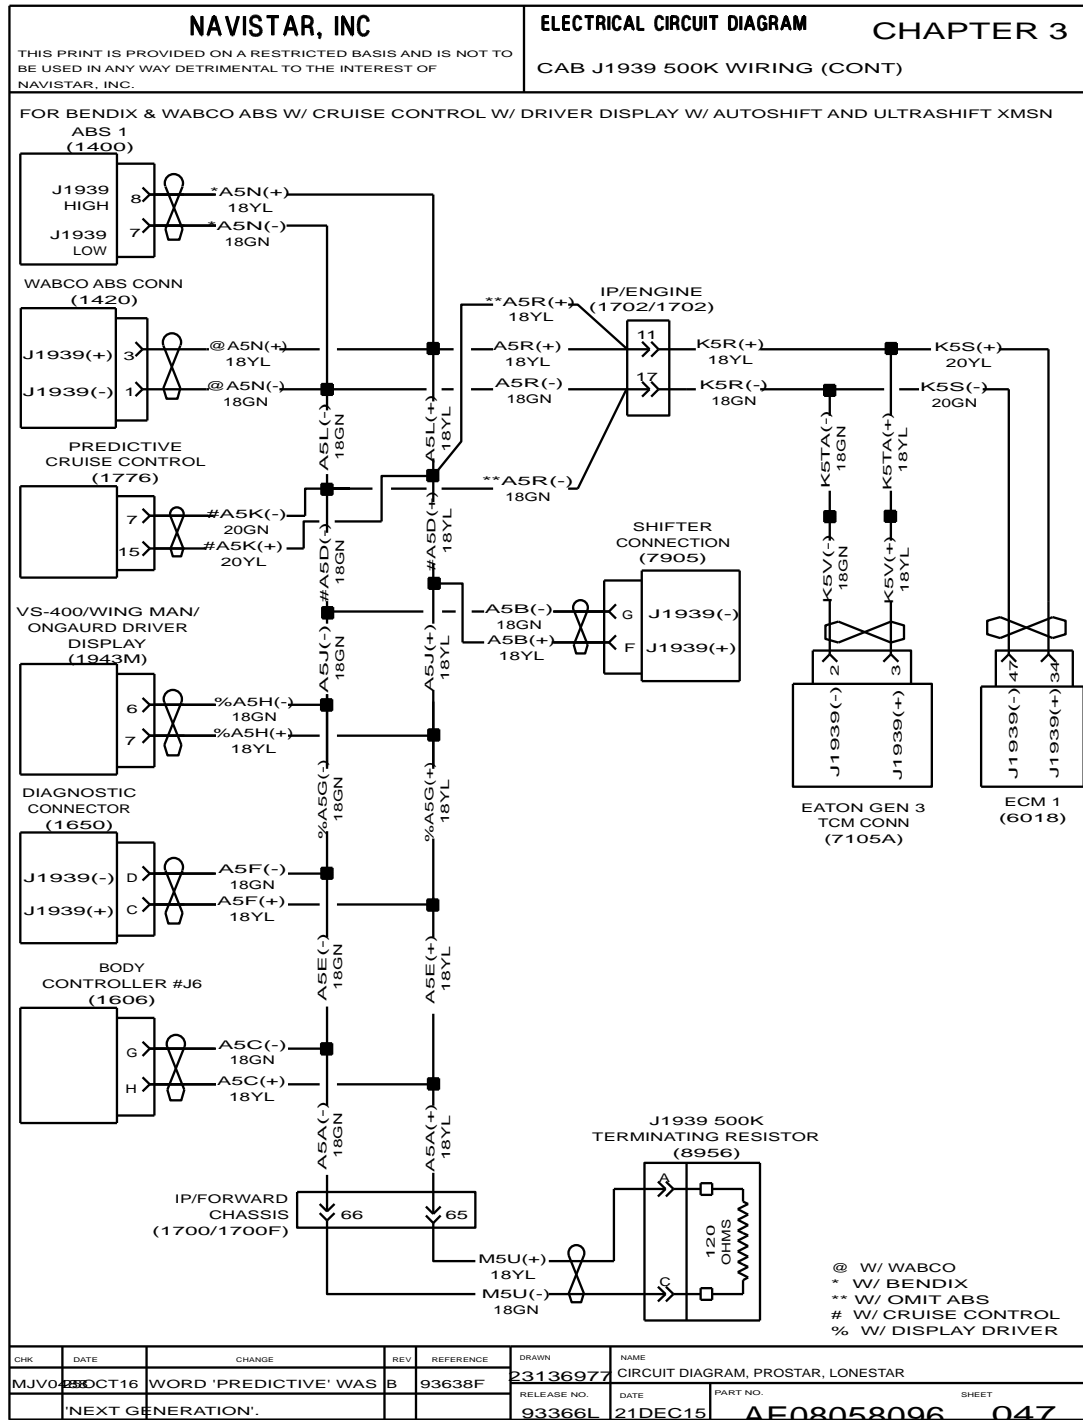 NAVISTAR, INC
THIS PRINT IS PROVIDED ON A RESTRICTED BASIS AND IS NOT TO
BE USED IN ANY WAY DETRIMENTAL TO THE INTEREST OF
NAVISTAR, INC.
ELECTRICAL CIRCUIT DIAGRAM
CHAPTER 3
CAB J1939 500K WIRING (CONT)
FOR BENDIX & WABCO ABS W/ CRUISE CONTROL W/ DRIVER DISPLAY W/ AUTOSHIFT AND ULTRASHIFT XMSN
ABS 1
(1400)
J1939
HIGH
8
J1939
LOW
7
*A5N(+)
18YL
*A5N(-)
18GN
WABCO ABS CONN
(1420)
J1939(+) 3
J1939(-) 1
@A5N(+)
18YL
@A5N(-)
18GN
**A5R(+)
18YL
A5R(+)
18YL
A5R(-)
18GN
**A5R(-)
18GN
IP/ENGINE
(1702/1702)
11
17
K5R(+)
18YL
K5R(-)
18GN
K5S(+)
20YL
K5S(-)
20GN
A5L(-)
18GN
A5L(+)
18YL
K5TA(-)
18GN
K5TA(+)
18YL
PREDICTIVE
CRUISE CONTROL
(1776)
7
15
#A5K(-)
20GN
#A5K(+)
20YL
#A5D(-)
18GN
#A5D(+)
18YL
SHIFTER
CONNECTION
(7905)
G J1939(-)
F J1939(+)
A5B(-)
18GN
A5B(+)
18YL
K5V(-)
18GN
K5V(+)
18YL
VS-400/WING MAN/
ONGAURD DRIVER
DISPLAY
(1943M)
6
7
%A5H(-)
18GN
%A5H(+)
18YL
A5J(-)
18GN
A5J(+)
18YL
2
3
J1939(-)
J1939(+)
EATON GEN 3
TCM CONN
(7105A)
47
34
J1939(-)
J1939(+)
ECM 1
(6018)
%A5G(-)
18GN
%A5G(+)
18YL
DIAGNOSTIC
CONNECTOR
(1650)
J1939(-) D
J1939(+) C
A5F(-)
18GN
A5F(+)
18YL
A5E(-)
18GN
A5E(+)
18YL
BODY
CONTROLLER #J6
(1606)
G
H
A5C(-)
18GN
A5C(+)
18YL
A5A(-)
18GN
A5A(+)
18YL
IP/FORWARD
CHASSIS
(1700/1700F)
66
65
M5U(+)
18YL
M5U(-)
18GN
J1939 500K
TERMINATING RESISTOR
(8956)
A
C
120
OHMS
@ W/ WABCO
* W/ BENDIX
** W/ OMIT ABS
# W/ CRUISE CONTROL
% W/ DISPLAY DRIVER
CHK DATE CHANGE REV REFERENCE
WORD 'PREDICTIVE' WAS B 93638F
'NEXT GENERATION'.
DRAWN
23136977
NAME
CIRCUIT DIAGRAM, PROSTAR, LONESTAR
RELEASE NO.
93366L
DATE
21DEC15
PART NO.
AE08058096
SHEET
047